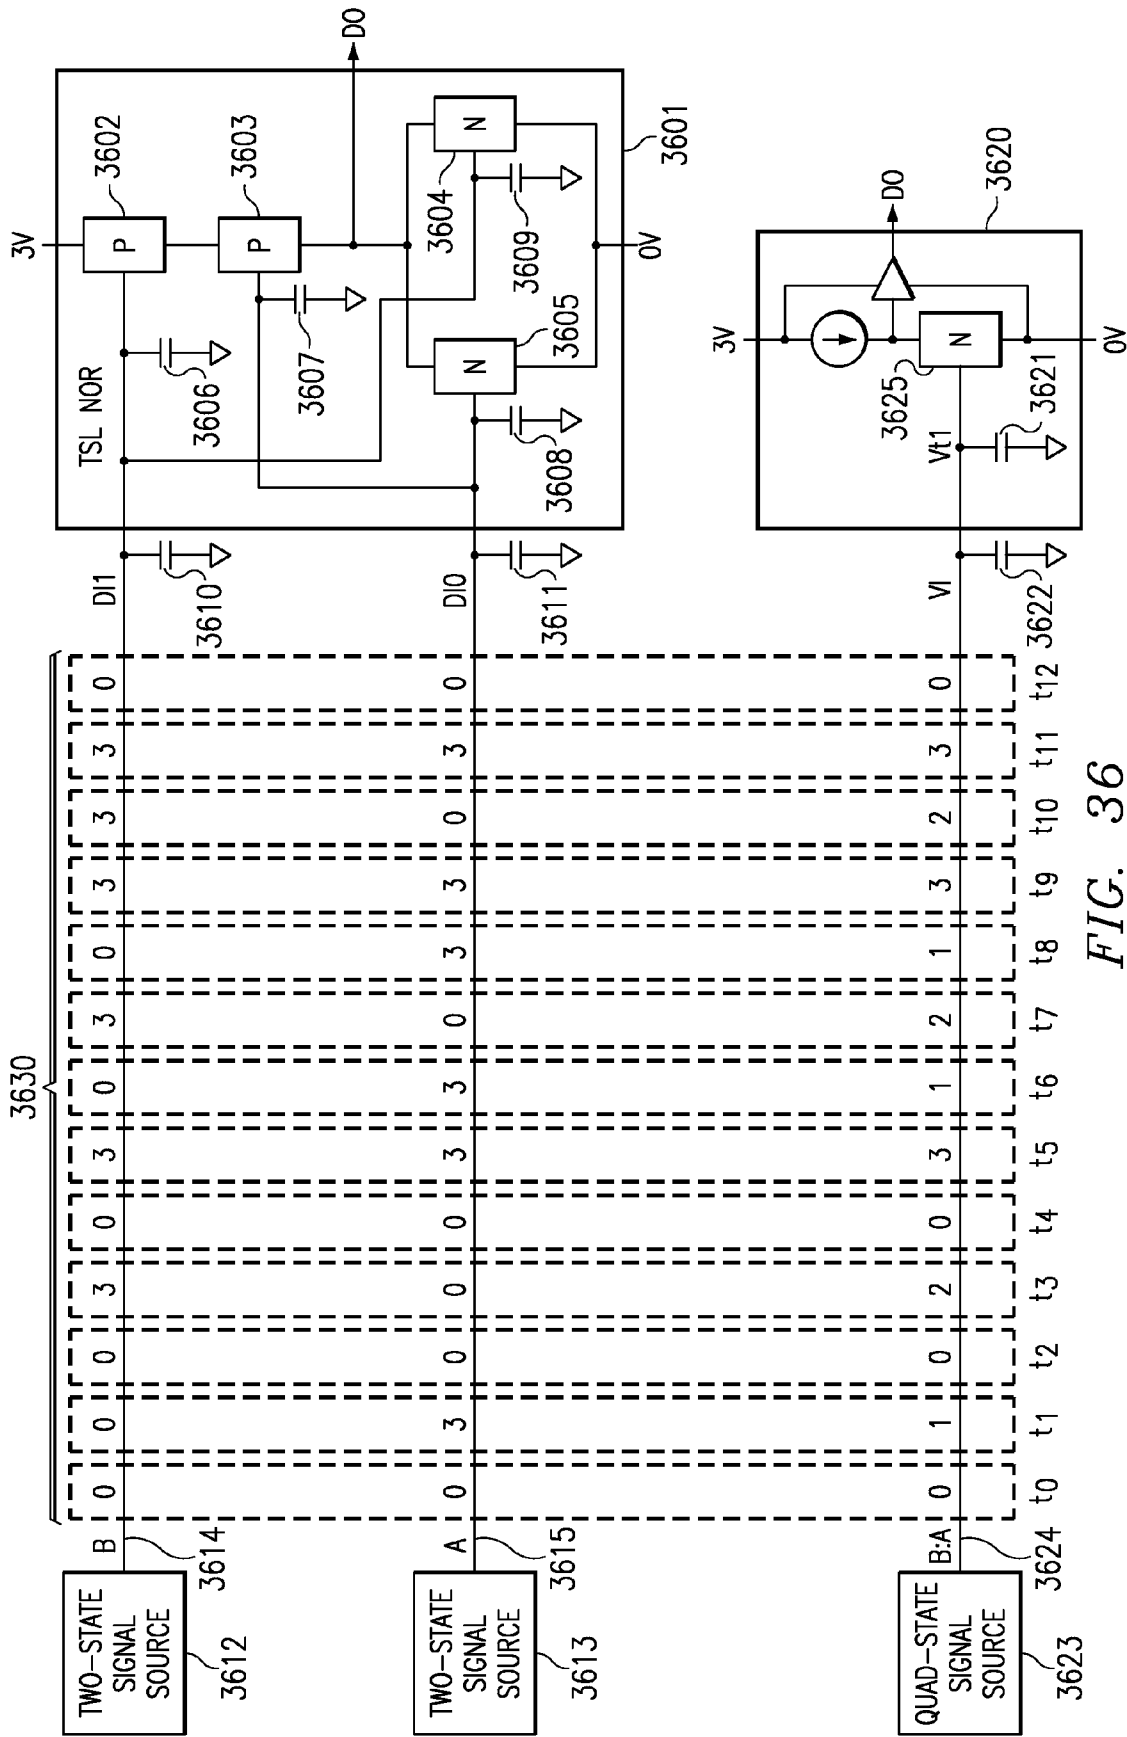 3630
TWO-STATE
SIGNAL
SOURCE
3612
B
3614
0 0 0 3 0 3 0 3 0 3 3 3 0
DI1
3610
TSL NOR
3606
3V
P
3602
P
3603
3607
DO
N
3604
3609
N
3605
3608
0V
3601
TWO-STATE
SIGNAL
SOURCE
3613
A
3615
0 3 0 0 0 3 3 0 3 3 0 3 0
DI0
3611
QUAD-STATE
SIGNAL
SOURCE
3623
B:A
3624
0 1 0 2 0 3 1 2 1 3 2 3 0
VI
3622
Vt1
3621
3V
3625
N
DO
0V
3620
t0 t1 t2 t3 t4 t5 t6 t7 t8 t9 t10 t11 t12
FIG. 36